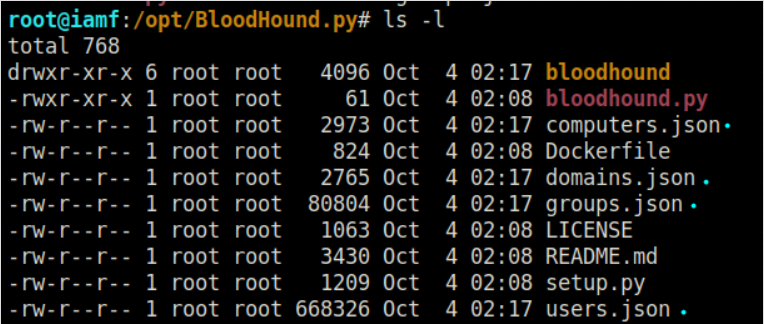 root@iamf:/opt/BloodHound.py# ls -l
total 768
drwxr-xr-x 6 root root   4096 Oct  4 02:17 bloodhound
-rwxr-xr-x 1 root root     61 Oct  4 02:08 bloodhound.py
-rw-r--r-- 1 root root   2973 Oct  4 02:17 computers.json
-rw-r--r-- 1 root root    824 Oct  4 02:08 Dockerfile
-rw-r--r-- 1 root root   2765 Oct  4 02:17 domains.json
-rw-r--r-- 1 root root  80804 Oct  4 02:17 groups.json
-rw-r--r-- 1 root root   1063 Oct  4 02:08 LICENSE
-rw-r--r-- 1 root root   3430 Oct  4 02:08 README.md
-rw-r--r-- 1 root root   1209 Oct  4 02:08 setup.py
-rw-r--r-- 1 root root 668326 Oct  4 02:17 users.json